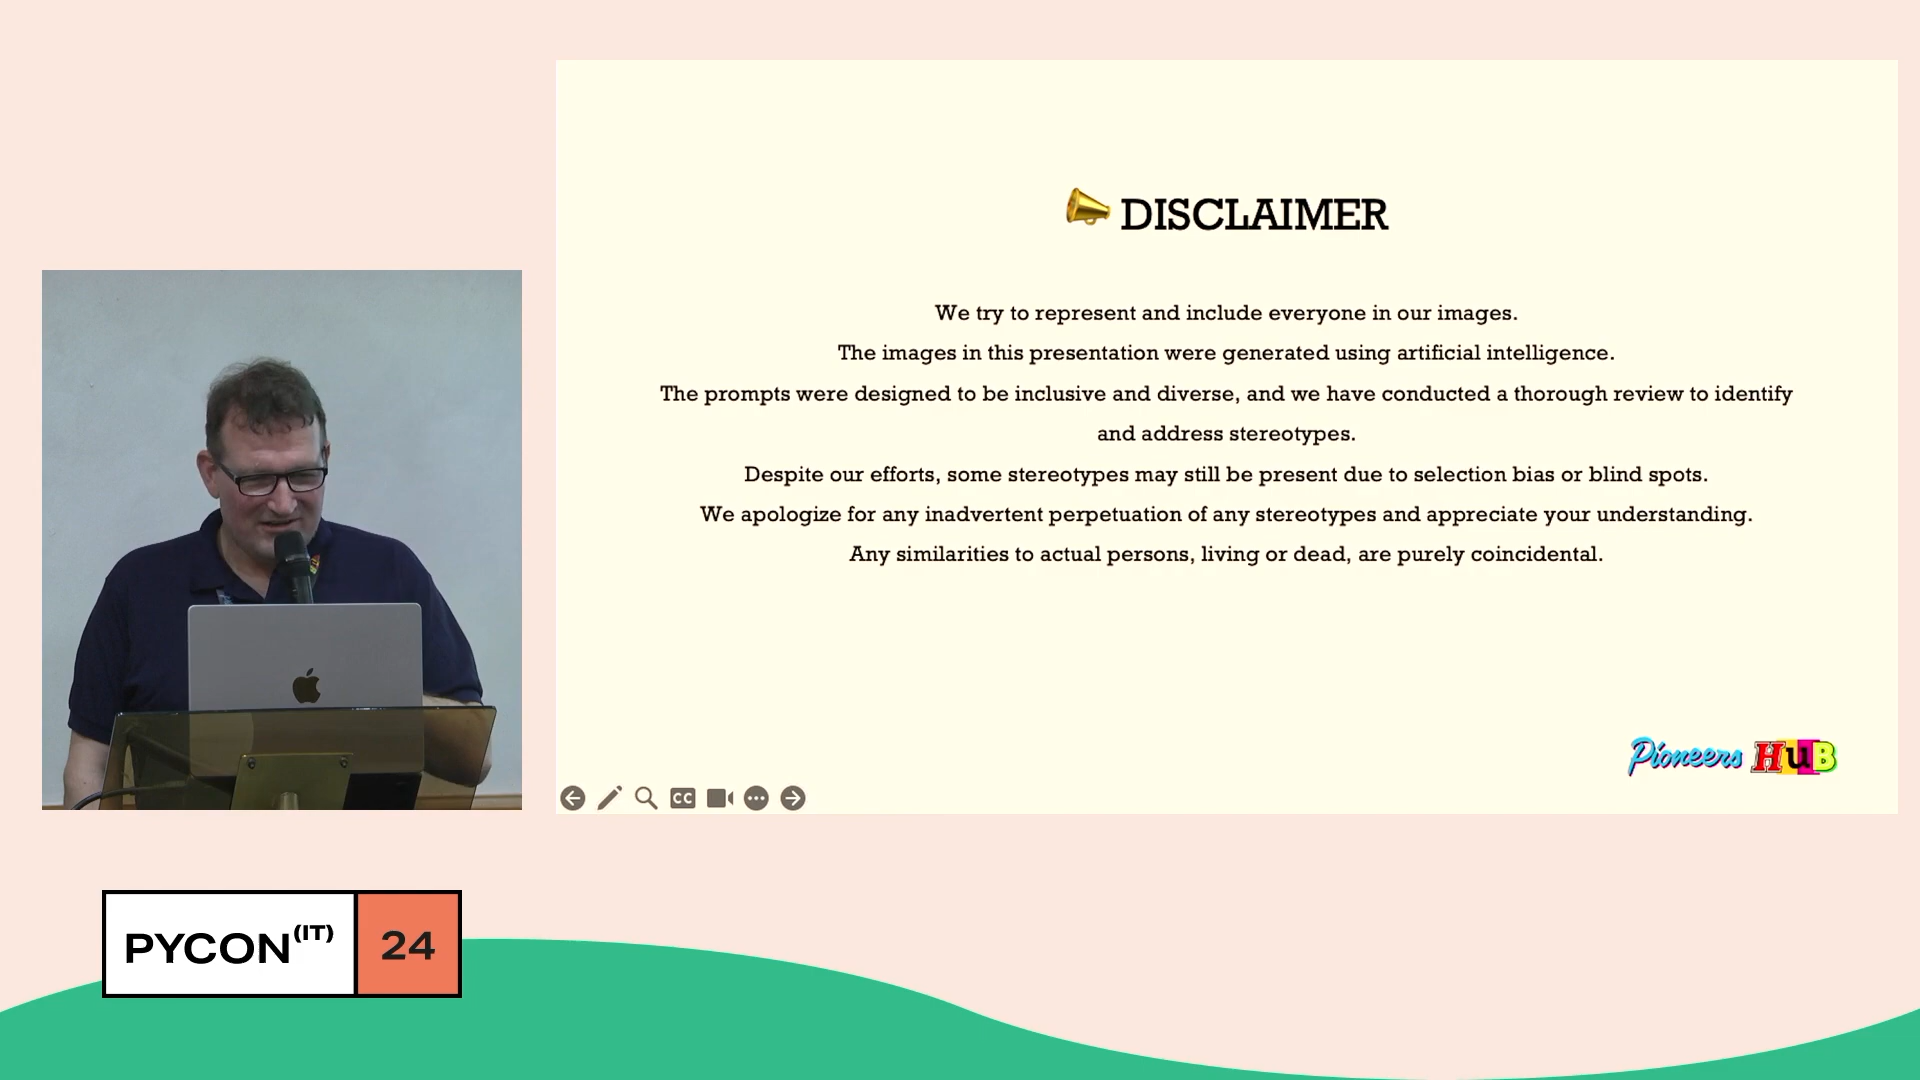 DISCLAIMER
We try to represent and include everyone in our images.
The images in this presentation were generated using artificial intelligence.
The prompts were designed to be inclusive and diverse, and we have conducted a thorough review to identify
and address stereotypes.
Despite our efforts, some stereotypes may still be present due to selection bias or blind spots.
We apologize for any inadvertent perpetuation of any stereotypes and appreciate your understanding.
Any similarities to actual persons, living or dead, are purely coincidental.
Pioneers HuB
CC
PYCON(IT) 24